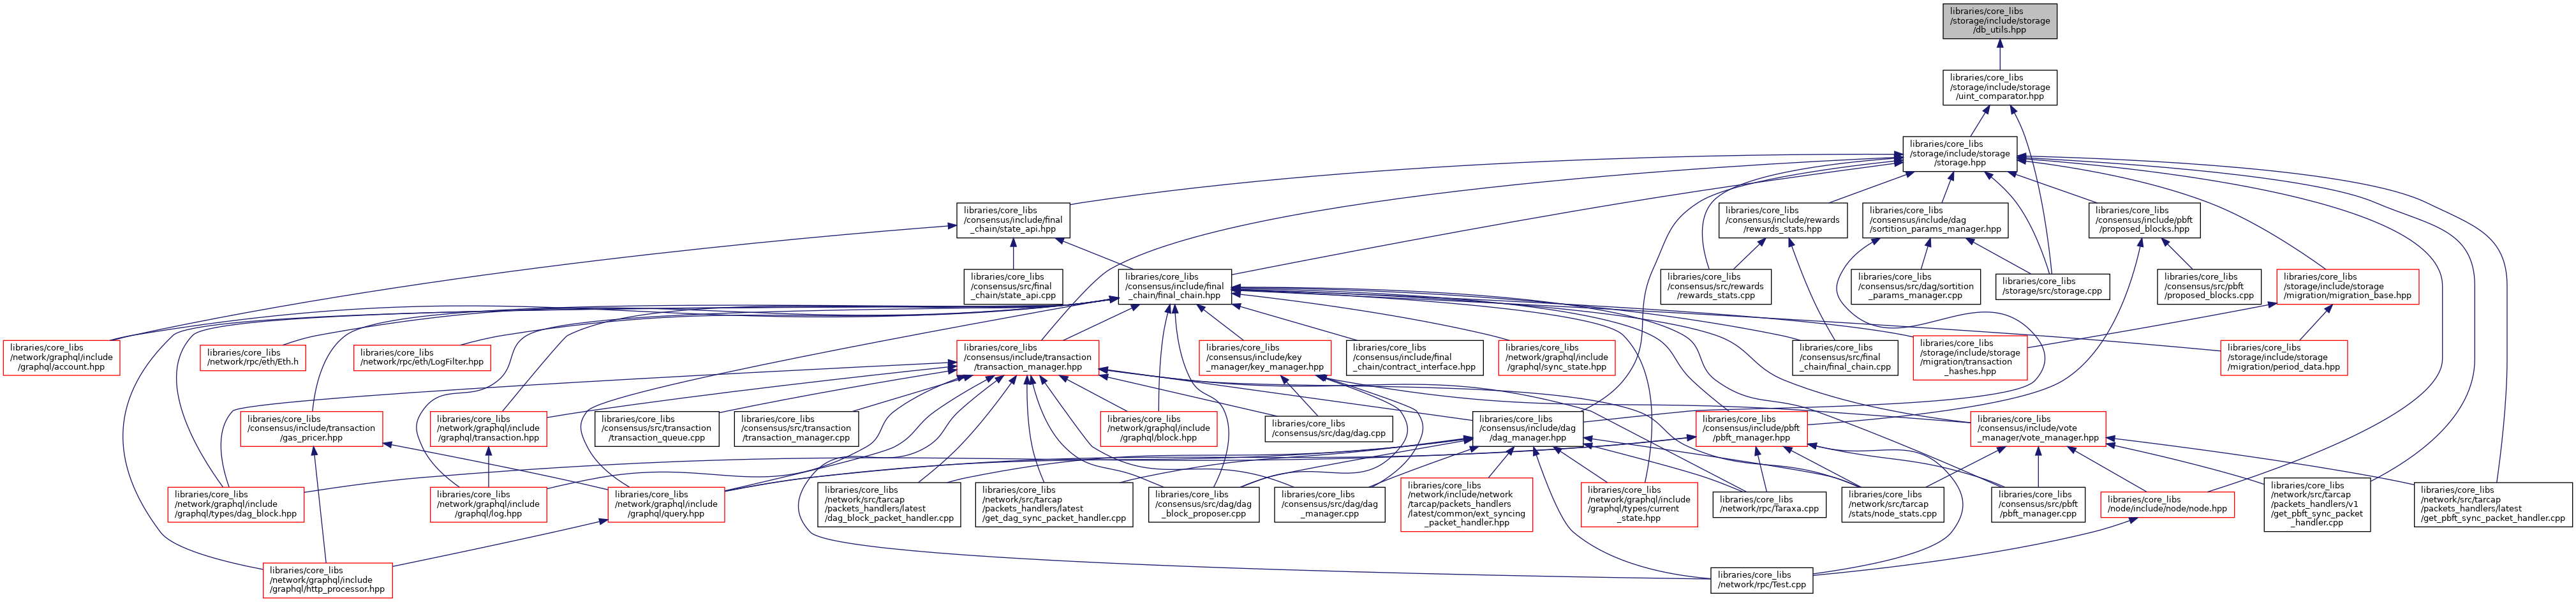 libraries/core_libs
/storage/include/storage
/db_utils.hpp
libraries/core_libs
/storage/include/storage
/uint_comparator.hpp
libraries/core_libs
/storage/include/storage
/storage.hpp
libraries/core_libs
/consensus/include/final
_chain/state_api.hpp
libraries/core_libs
/consensus/include/rewards
/rewards_stats.hpp
libraries/core_libs
/consensus/include/dag
/sortition_params_manager.hpp
libraries/core_libs
/consensus/include/pbft
/proposed_blocks.hpp
libraries/core_libs
/consensus/src/final
_chain/state_api.cpp
libraries/core_libs
/consensus/include/final
_chain/final_chain.hpp
libraries/core_libs
/consensus/src/rewards
/rewards_stats.cpp
libraries/core_libs
/consensus/src/dag/sortition
_params_manager.cpp
libraries/core_libs
/storage/src/storage.cpp
libraries/core_libs
/consensus/src/pbft
/proposed_blocks.cpp
libraries/core_libs
/storage/include/storage
/migration/migration_base.hpp
libraries/core_libs
/network/graphql/include
/graphql/account.hpp
libraries/core_libs
/network/rpc/eth/Eth.h
libraries/core_libs
/network/rpc/eth/LogFilter.hpp
libraries/core_libs
/consensus/include/transaction
/transaction_manager.hpp
libraries/core_libs
/consensus/include/key
_manager/key_manager.hpp
libraries/core_libs
/consensus/include/final
_chain/contract_interface.hpp
libraries/core_libs
/network/graphql/include
/graphql/sync_state.hpp
libraries/core_libs
/consensus/src/final
_chain/final_chain.cpp
libraries/core_libs
/storage/include/storage
/migration/transaction
_hashes.hpp
libraries/core_libs
/storage/include/storage
/migration/period_data.hpp
libraries/core_libs
/consensus/include/transaction
/gas_pricer.hpp
libraries/core_libs
/network/graphql/include
/graphql/transaction.hpp
libraries/core_libs
/consensus/src/transaction
/transaction_queue.cpp
libraries/core_libs
/consensus/src/transaction
/transaction_manager.cpp
libraries/core_libs
/network/graphql/include
/graphql/block.hpp
libraries/core_libs
/consensus/src/dag/dag.cpp
libraries/core_libs
/consensus/include/dag
/dag_manager.hpp
libraries/core_libs
/consensus/include/pbft
/pbft_manager.hpp
libraries/core_libs
/consensus/include/vote
_manager/vote_manager.hpp
libraries/core_libs
/network/graphql/include
/graphql/types/dag_block.hpp
libraries/core_libs
/network/graphql/include
/graphql/log.hpp
libraries/core_libs
/network/graphql/include
/graphql/query.hpp
libraries/core_libs
/network/src/tarcap
/packets_handlers/latest
/dag_block_packet_handler.cpp
libraries/core_libs
/network/src/tarcap
/packets_handlers/latest
/get_dag_sync_packet_handler.cpp
libraries/core_libs
/consensus/src/dag/dag
_block_proposer.cpp
libraries/core_libs
/consensus/src/dag/dag
_manager.cpp
libraries/core_libs
/network/include/network
/tarcap/packets_handlers
/latest/common/ext_syncing
_packet_handler.hpp
libraries/core_libs
/network/graphql/include
/graphql/types/current
_state.hpp
libraries/core_libs
/network/rpc/Taraxa.cpp
libraries/core_libs
/network/src/tarcap
/stats/node_stats.cpp
libraries/core_libs
/consensus/src/pbft
/pbft_manager.cpp
libraries/core_libs
/node/include/node/node.hpp
libraries/core_libs
/network/src/tarcap
/packets_handlers/v1
/get_pbft_sync_packet
_handler.cpp
libraries/core_libs
/network/src/tarcap
/packets_handlers/latest
/get_pbft_sync_packet_handler.cpp
libraries/core_libs
/network/graphql/include
/graphql/http_processor.hpp
libraries/core_libs
/network/rpc/Test.cpp